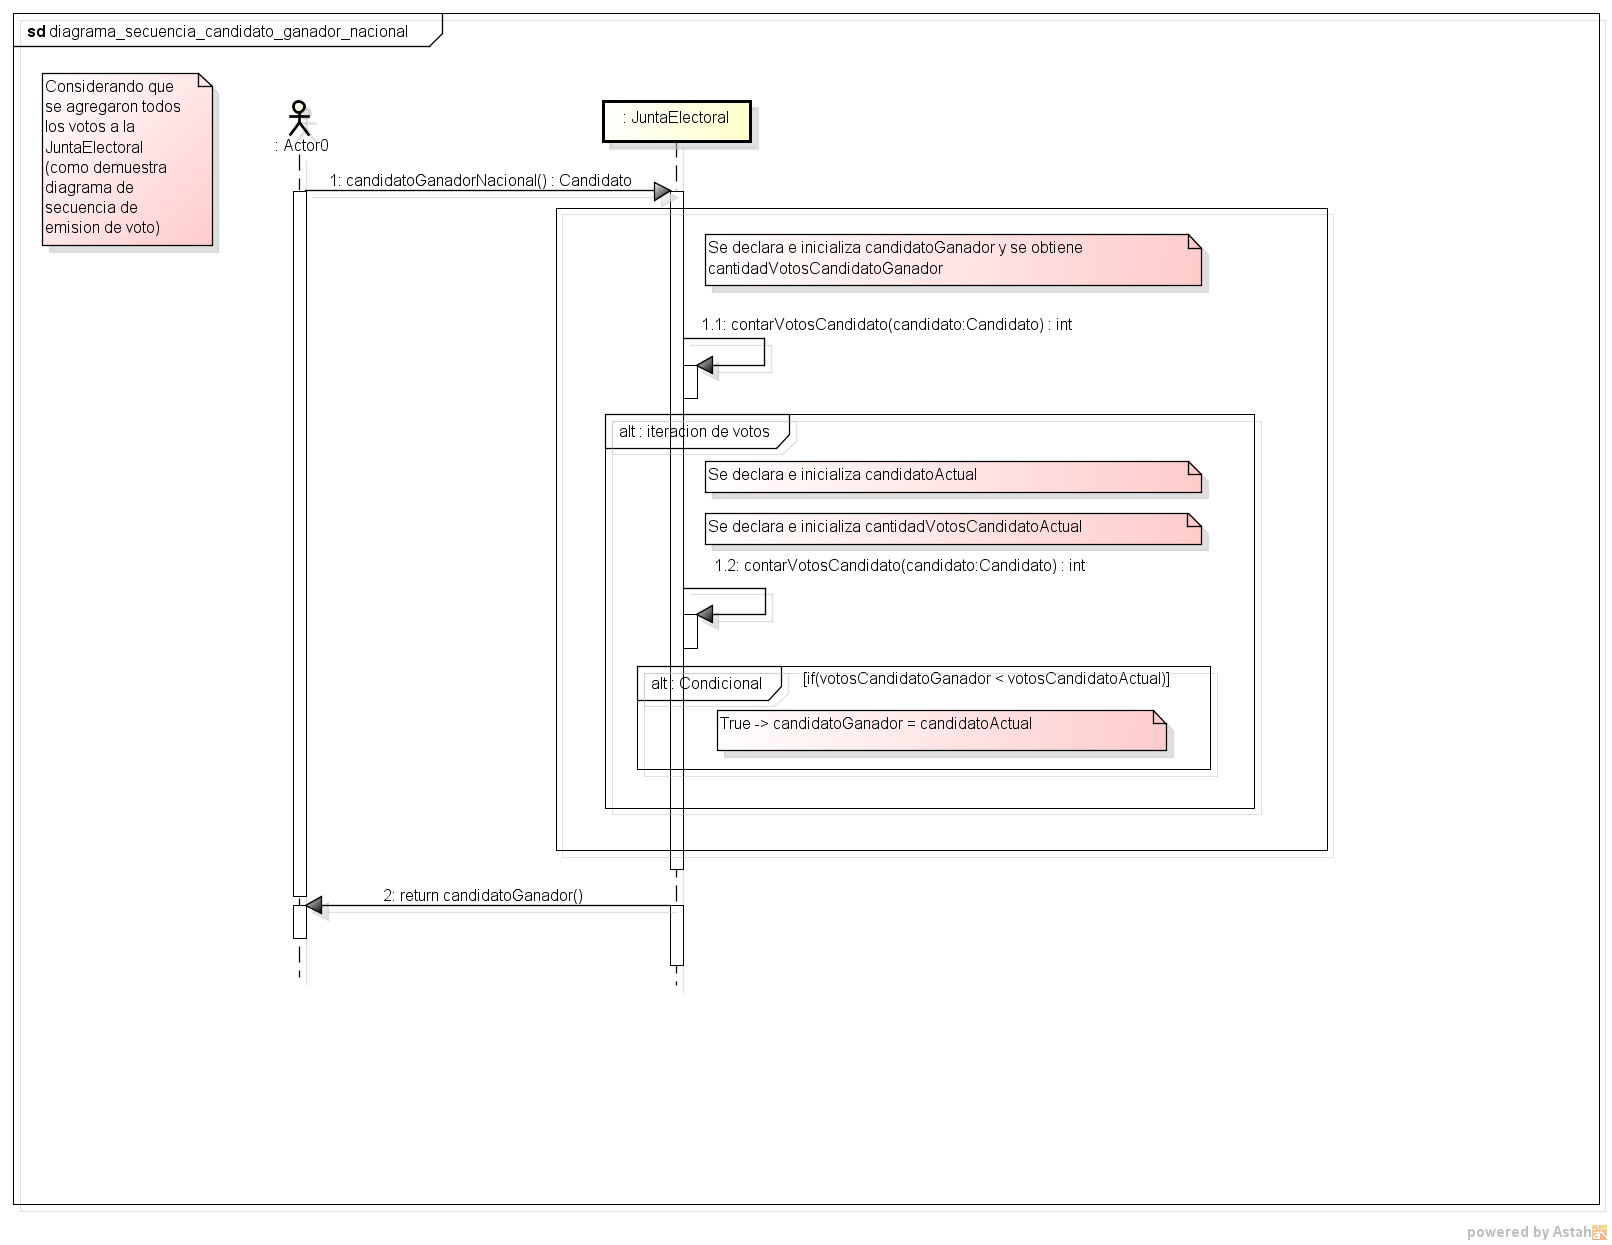 sd diagrama_secuencia_candidato_ganador_nacional
Considerando que
se agregaron todos
los votos a la
JuntaElectoral
(como demuestra
diagrama de
secuencia de
emision de voto)
: Actor0
: JuntaElectoral
1: candidatoGanadorNacional() : Candidato
Se declara e inicializa candidatoGanador y se obtiene
cantidadVotosCandidatoGanador
1.1: contarVotosCandidato(candidato:Candidato) : int
alt : iteracion de votos
Se declara e inicializa candidatoActual
Se declara e inicializa cantidadVotosCandidatoActual
1.2: contarVotosCandidato(candidato:Candidato) : int
alt : Condicional
[if(votosCandidatoGanador < votosCandidatoActual)]
True -> candidatoGanador = candidatoActual
2: return candidatoGanador()
powered by Astah